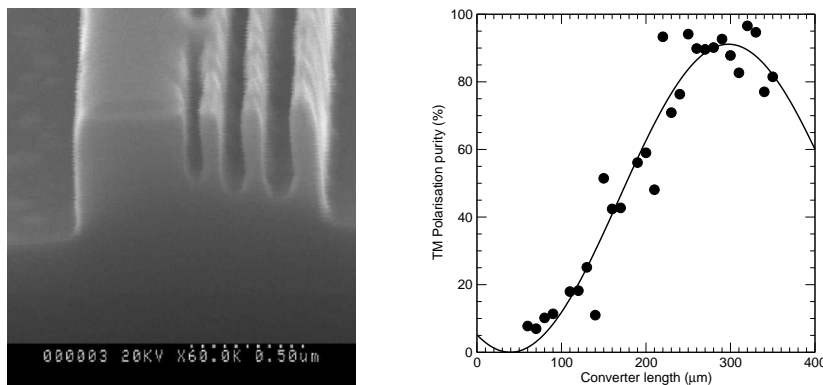 000003 20KV X60.0K 0.50um
100
80
60
40
20
0
TM Polarisation purity (%)
0 100 200 300 400
Converter length (μm)